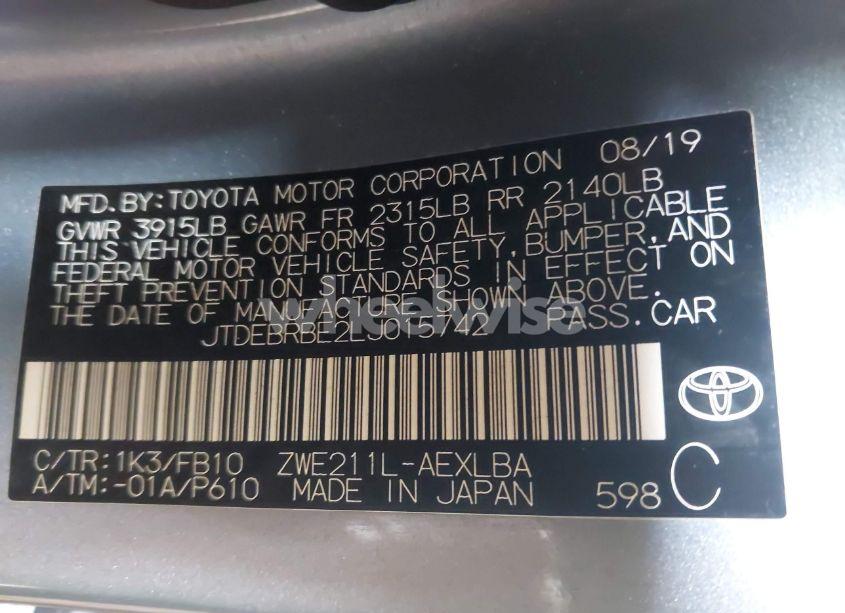 MFD.BY:TOYOTA MOTOR CORPORATION 08/19
GVWR 3915LB GAWR FR 2315LB RR 2140LB
THIS VEHICLE CONFORMS TO ALL APPLICABLE
FEDERAL MOTOR VEHICLE SAFETY,BUMPER,AND
THEFT PREVENTION STANDARDS IN EFFECT ON
THE DATE OF MANUFACTURE SHOWN ABOVE.
JTDEBRBE2LJ015742 PASS.CAR
C/TR:1K3/FB10 ZWE211L-AEXLBA
A/TM:-01A/P610 MADE IN JAPAN 598 C
wheelwise